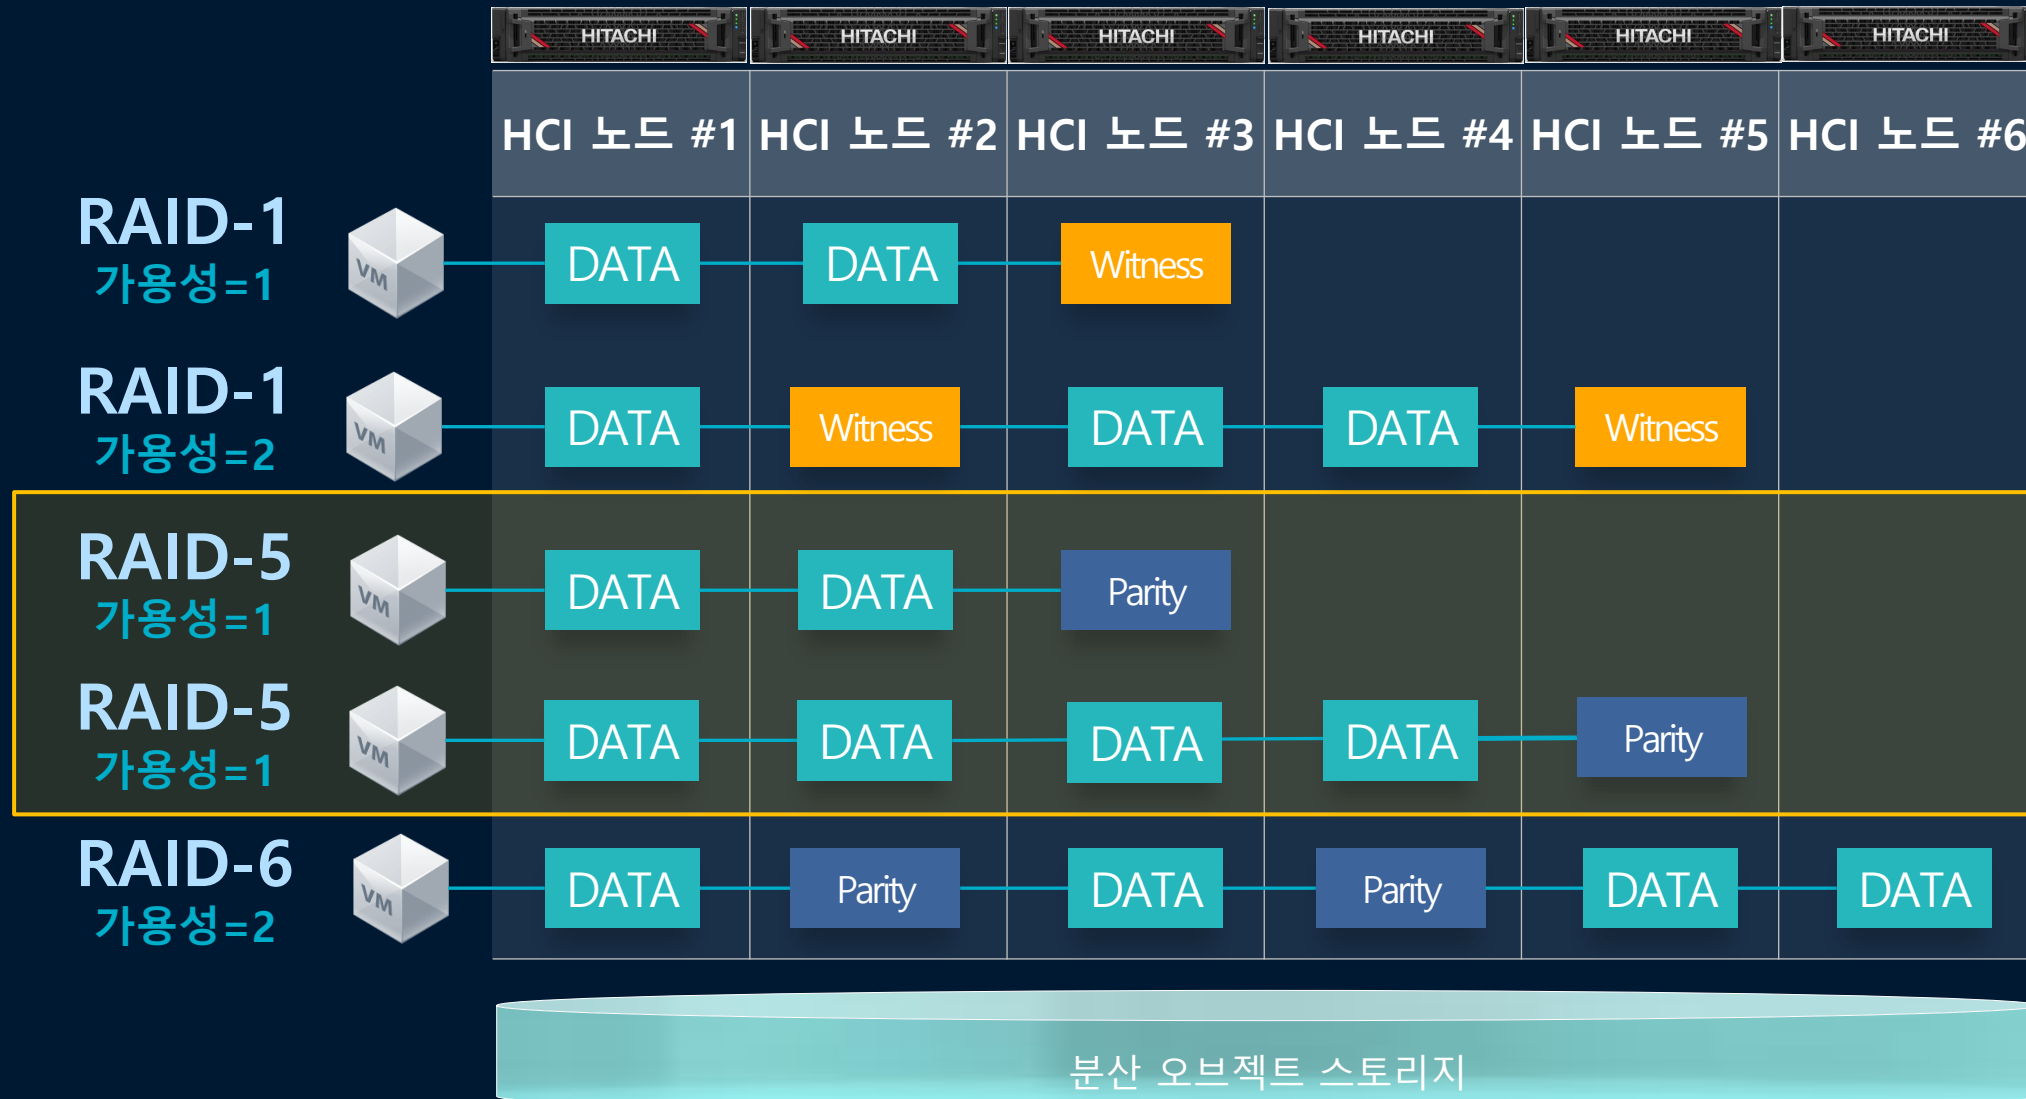 HITACHI HITACHI HITACHI HITACHI HITACHI HITACHI
HCI 노드 #1 HCI 노드 #2 HCI 노드 #3 HCI 노드 #4 HCI 노드 #5 HCI 노드 #6
RAID-1
가용성=1
VM DATA DATA Witness
RAID-1
가용성=2
VM DATA Witness DATA DATA Witness
RAID-5
가용성=1
VM DATA DATA Parity
RAID-5
가용성=1
VM DATA DATA DATA DATA Parity
RAID-6
가용성=2
VM DATA Parity DATA Parity DATA DATA
분산 오브젝트 스토리지